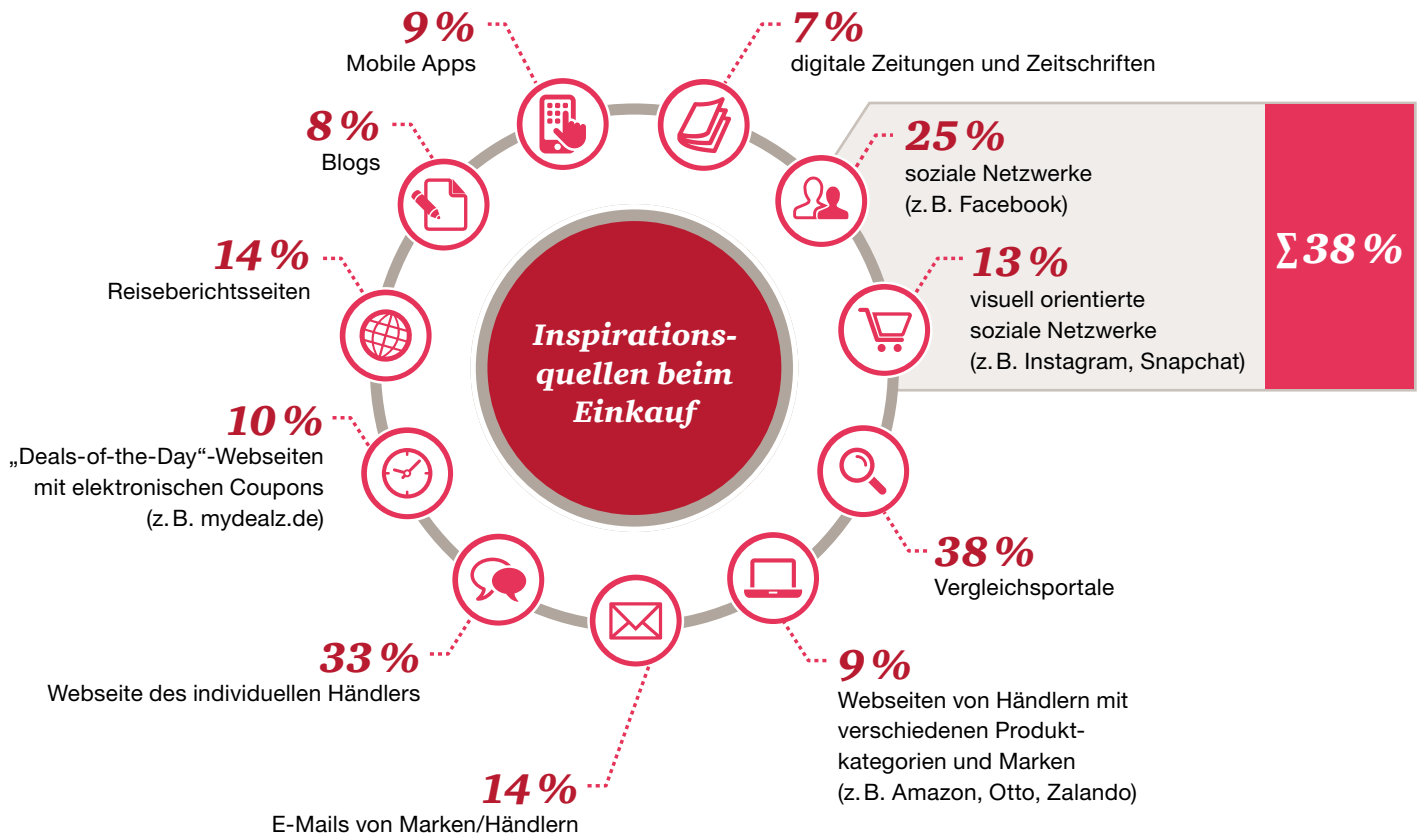 9 %
Mobile Apps
7 %
digitale Zeitungen und Zeitschriften
8 %
Blogs
25 %
soziale Netzwerke
(z. B. Facebook)
∑ 38 %
14 %
Reiseberichtsseiten
13 %
visuell orientierte
soziale Netzwerke
(z. B. Instagram, Snapchat)
Inspirations-
quellen beim
Einkauf
10 %
„Deals-of-the-Day“-Webseiten
mit elektronischen Coupons
(z. B. mydealz.de)
38 %
Vergleichsportale
33 %
Webseite des individuellen Händlers
9 %
Webseiten von Händlern mit
verschiedenen Produkt-
kategorien und Marken
(z. B. Amazon, Otto, Zalando)
14 %
E-Mails von Marken/Händlern